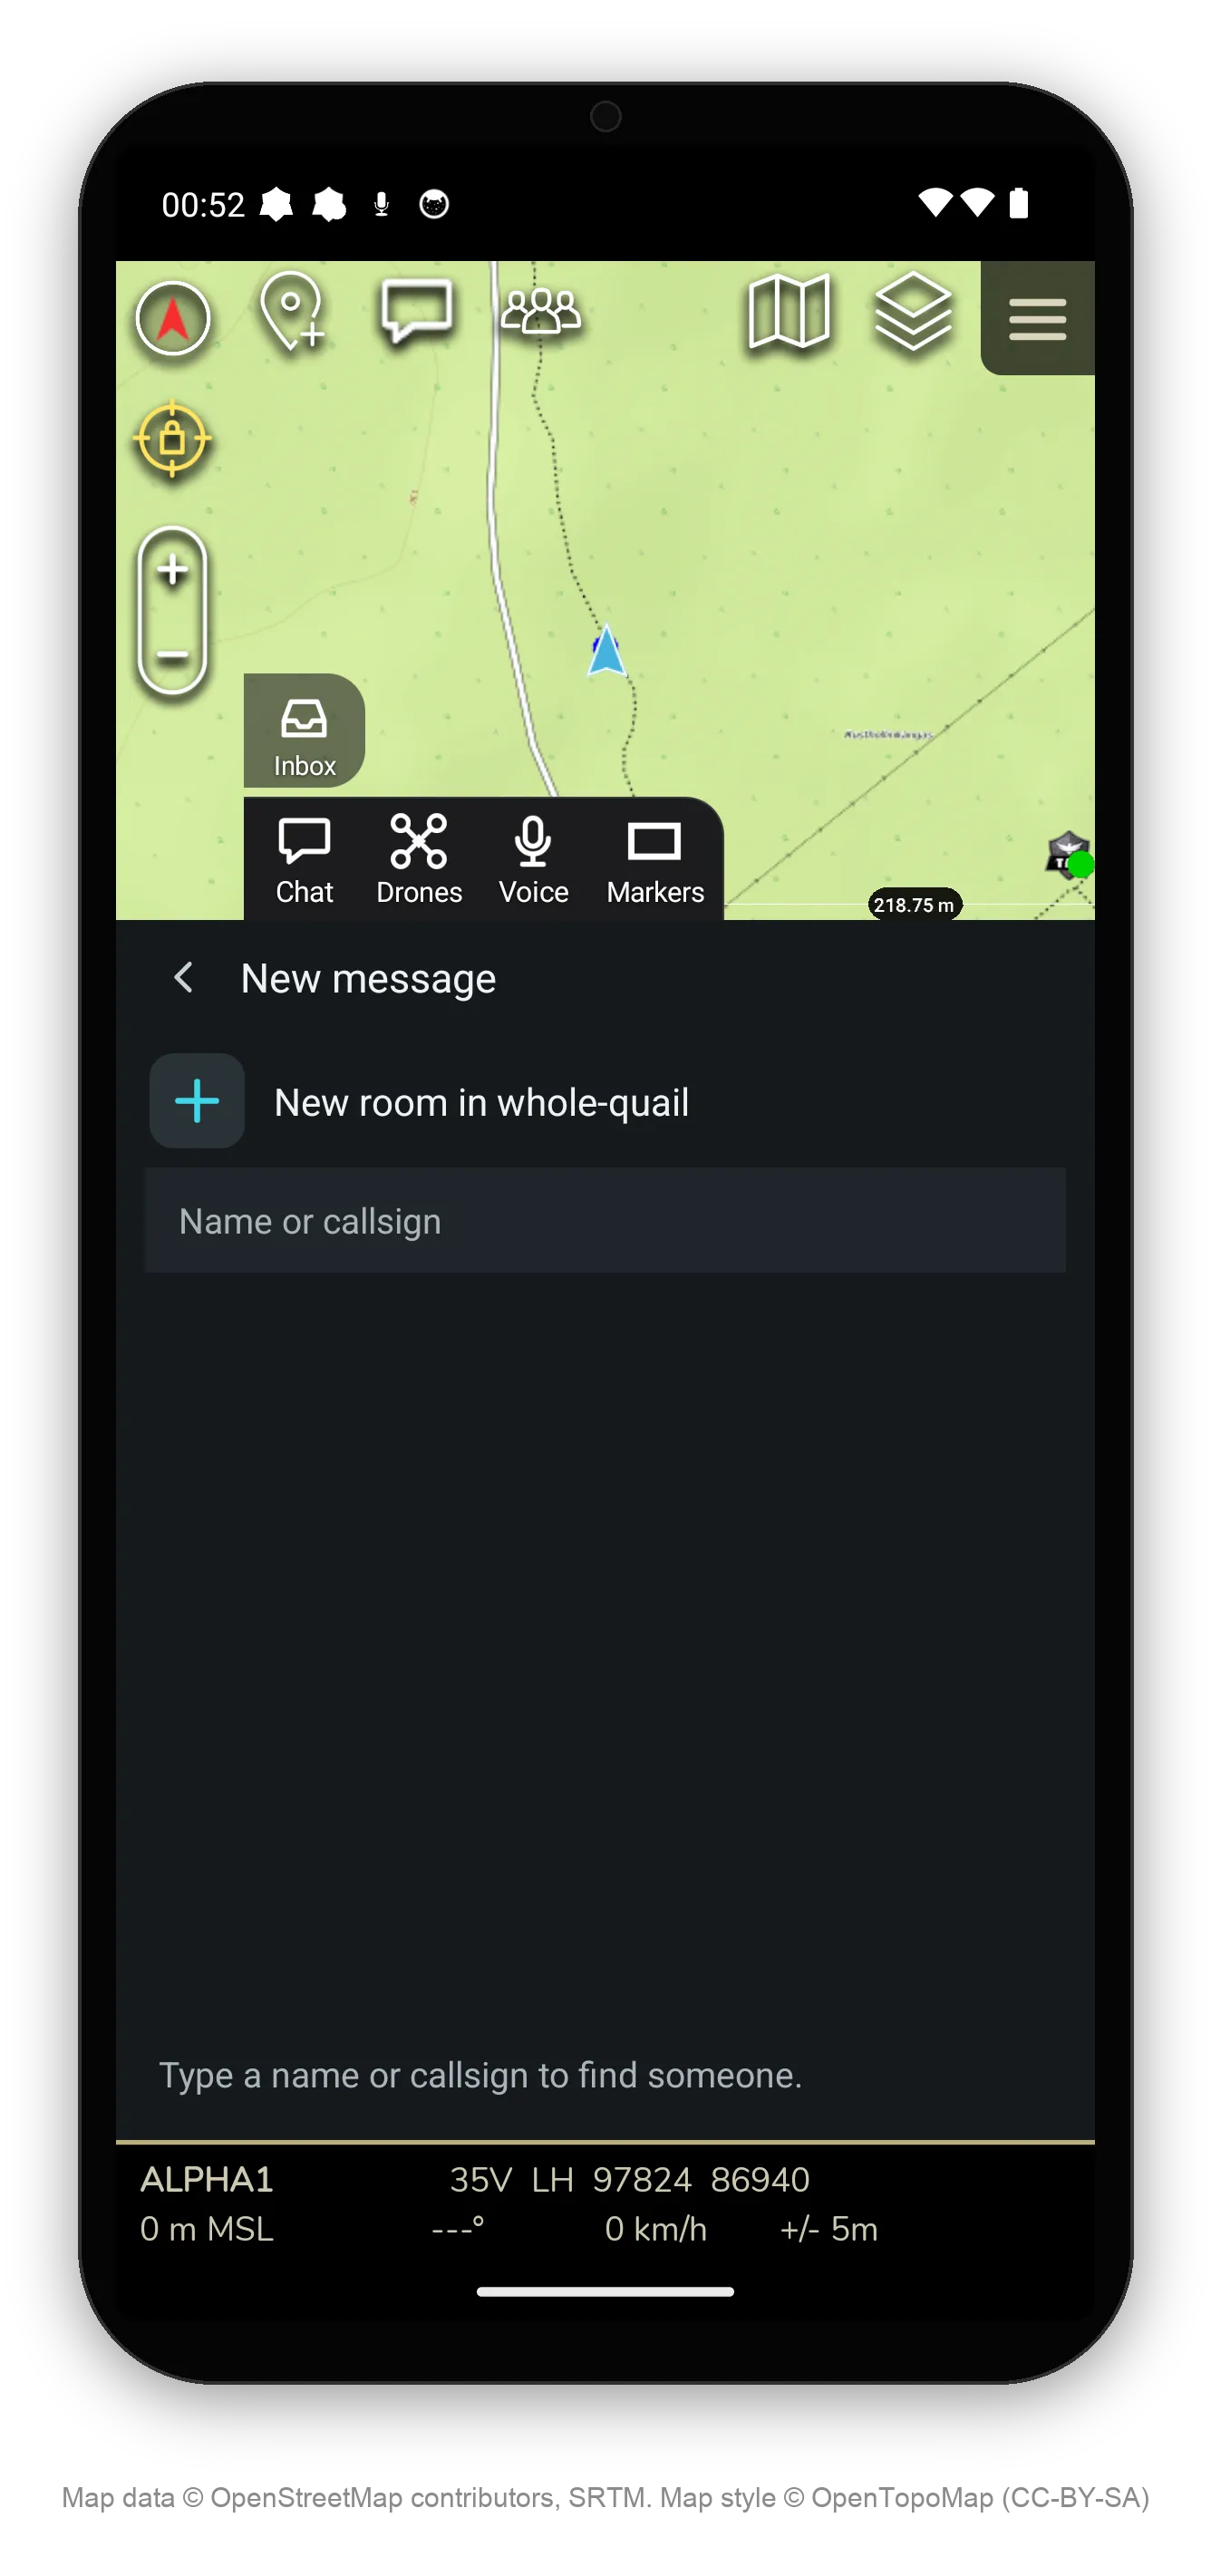 00:52
Inbox
Chat Drones Voice Markers
218.75 m
New message
New room in whole-quail
Name or callsign
Type a name or callsign to find someone.
ALPHA1 35V LH 97824 86940
0 m MSL ---° 0 km/h +/- 5m
Map data © OpenStreetMap contributors, SRTM. Map style © OpenTopoMap (CC-BY-SA)